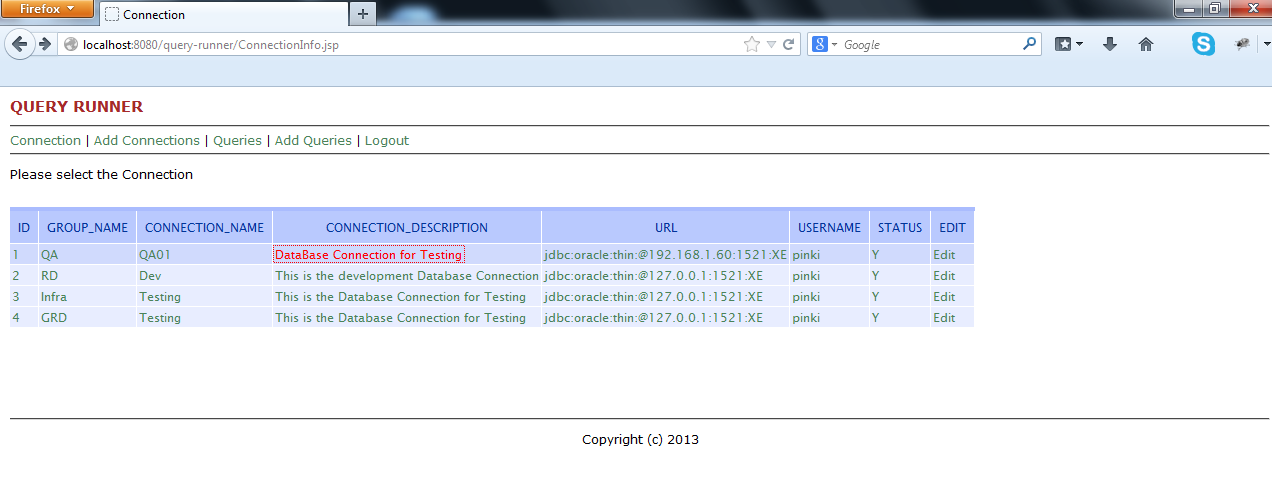 Firefox
Connection
localhost:8080/query-runner/ConnectionInfo.jsp
Google
QUERY RUNNER
Connection | Add Connections | Queries | Add Queries | Logout
Please select the Connection
ID GROUP_NAME CONNECTION_NAME CONNECTION_DESCRIPTION URL USERNAME STATUS EDIT
1 QA QA01 DataBase Connection for Testing jdbc:oracle:thin:@192.168.1.60:1521:XE pinki Y Edit
2 RD Dev This is the development Database Connection jdbc:oracle:thin:@127.0.0.1:1521:XE pinki Y Edit
3 Infra Testing This is the Database Connection for Testing jdbc:oracle:thin:@127.0.0.1:1521:XE pinki Y Edit
4 GRD Testing This is the Database Connection for Testing jdbc:oracle:thin:@127.0.0.1:1521:XE pinki Y Edit
Copyright (c) 2013